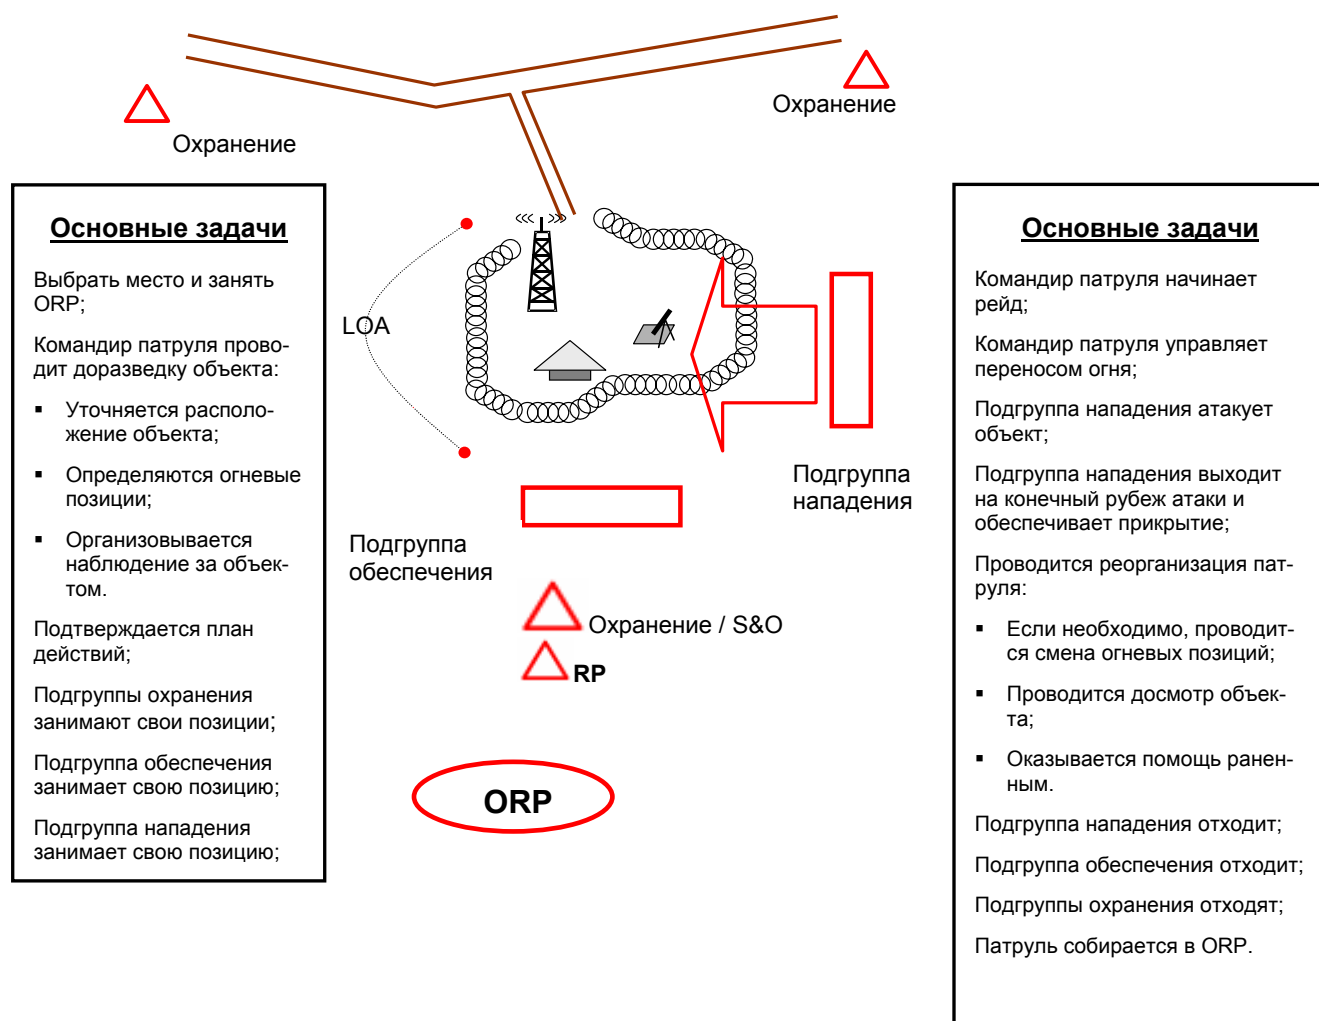 Охранение
Охранение
Основные задачи
Выбрать место и занять
ORP;
Командир патруля прово-
дит доразведку объекта:
▪ Уточняется располо-
жение объекта;
▪ Определяются огневые
позиции;
▪ Организовывается
наблюдение за объек-
том.
Подтверждается план
действий;
Подгруппы охранения
занимают свои позиции;
Подгруппа обеспечения
занимает свою позицию;
Подгруппа нападения
занимает свою позицию;
LOA
Подгруппа
нападения
Подгруппа
обеспечения
Охранение / S&O
RP
ORP
Основные задачи
Командир патруля начинает
рейд;
Командир патруля управляет
переносом огня;
Подгруппа нападения атакует
объект;
Подгруппа нападения выходит
на конечный рубеж атаки и
обеспечивает прикрытие;
Проводится реорганизация пат-
руля:
▪ Если необходимо, проводит-
ся смена огневых позиций;
▪ Проводится досмотр объек-
та;
▪ Оказывается помощь ранен-
ным.
Подгруппа нападения отходит;
Подгруппа обеспечения отходит;
Подгруппы охранения отходят;
Патруль собирается в ORP.